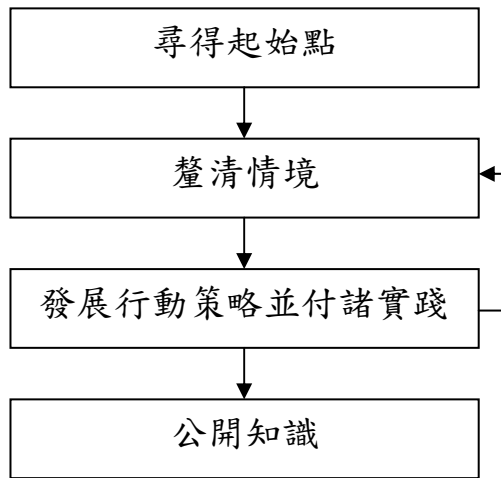 尋得起始點
釐清情境
發展行動策略並付諸實踐
公開知識